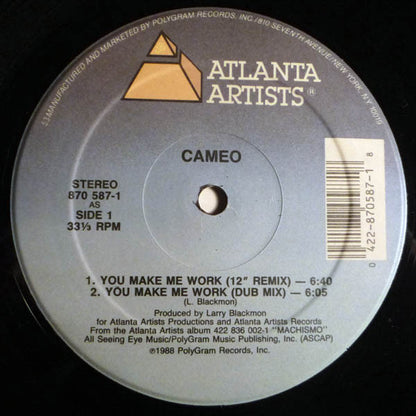 33 MANUFACTURED AND MARKETED BY POLYGRAM RECORDS, INC./810 SEVENTH AVENUE/NEW YORK, NY 10019
ATLANTA
ARTISTS®
CAMEO
STEREO
870 587-1
AS
SIDE 1
33⅓ RPM
0 422-870587-1 8
1. YOU MAKE ME WORK (12" REMIX) — 6:40
2. YOU MAKE ME WORK (DUB MIX) — 6:05
(L. Blackmon)
Produced by Larry Blackmon
for Atlanta Artists Productions and Atlanta Artists Records
From the Atlanta Artists album 422 836 002-1 "MACHISMO"
All Seeing Eye Music/PolyGram Music Publishing, Inc. (ASCAP)
℗1988 PolyGram Records, Inc.